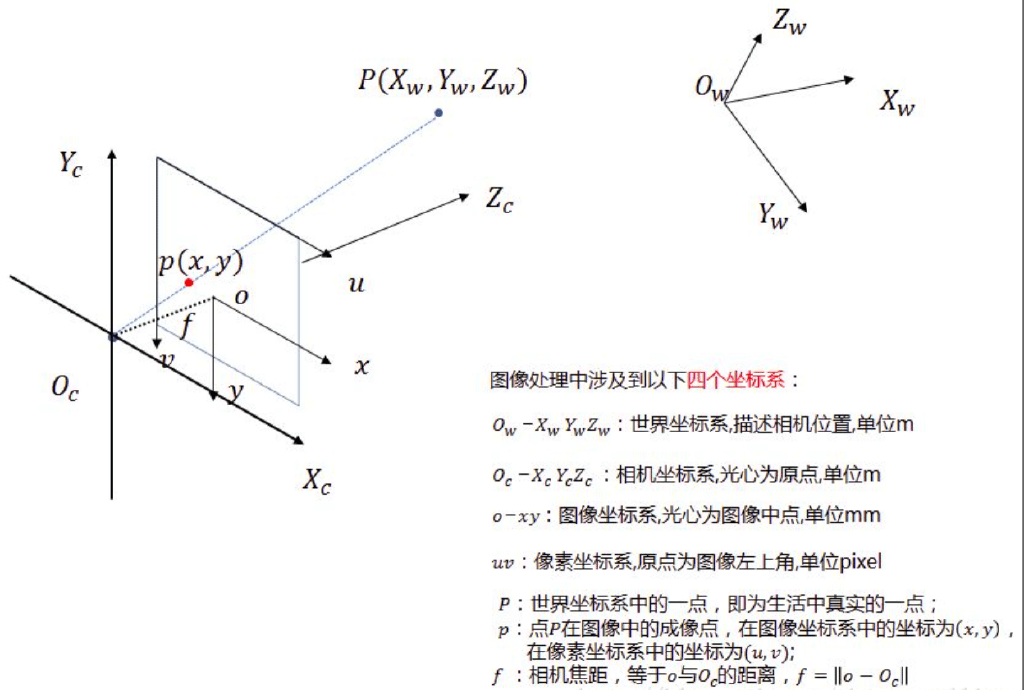 Z_w
P(X_w, Y_w, Z_w)
O_w
X_w
Y_c
Z_c
Y_w
p(x, y)
u
o
f
v
x
O_c
y
X_c
图像处理中涉及到以下四个坐标系：
O_w-X_w Y_w Z_w：世界坐标系,描述相机位置,单位m
O_c-X_c Y_c Z_c：相机坐标系,光心为原点,单位m
o-xy：图像坐标系,光心为图像中点,单位mm
uv：像素坐标系,原点为图像左上角,单位pixel
P：世界坐标系中的一点，即为生活中真实的一点；
p：点P在图像中的成像点，在图像坐标系中的坐标为(x, y)，
在像素坐标系中的坐标为(u, v);
f：相机焦距，等于o与O_c的距离，f = ||o - O_c||